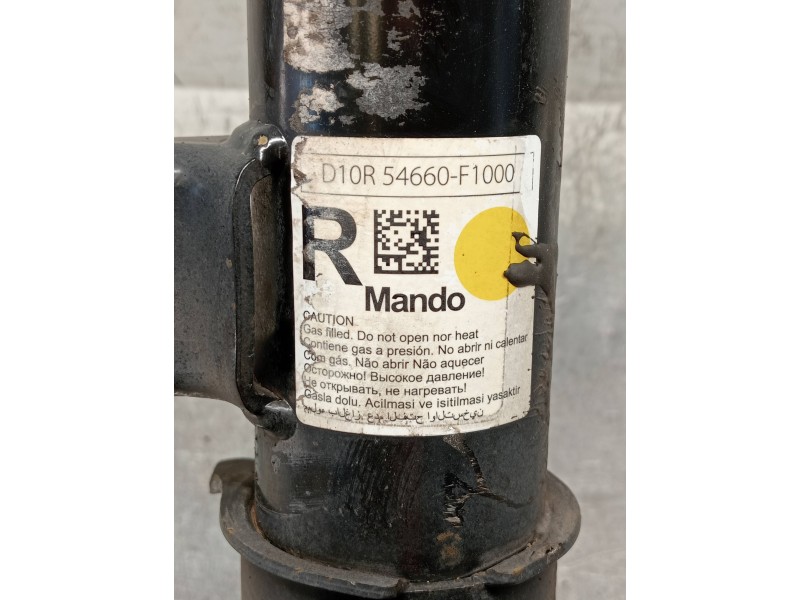 D10R 54660-F1000
R
Mando
CAUTION
Gas filled. Do not open nor heat
Contiene gas a presión. No abrir ni calentar
Com gás. Não abrir Não aquecer
Осторожно! Высокое давление!
Не открывать, не нагревать!
Gasla dolu. Acilmasi ve isitilmasi yasaktir